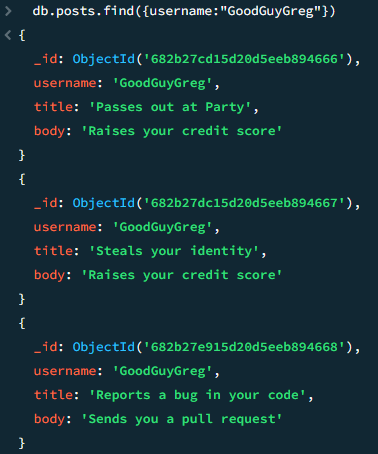 > db.posts.find({username:"GoodGuyGreg"})
< {
_id: ObjectId('682b27cd15d20d5eeb894666'),
username: 'GoodGuyGreg',
title: 'Passes out at Party',
body: 'Raises your credit score'
}
{
_id: ObjectId('682b27dc15d20d5eeb894667'),
username: 'GoodGuyGreg',
title: 'Steals your identity',
body: 'Raises your credit score'
}
{
_id: ObjectId('682b27e915d20d5eeb894668'),
username: 'GoodGuyGreg',
title: 'Reports a bug in your code',
body: 'Sends you a pull request'
}